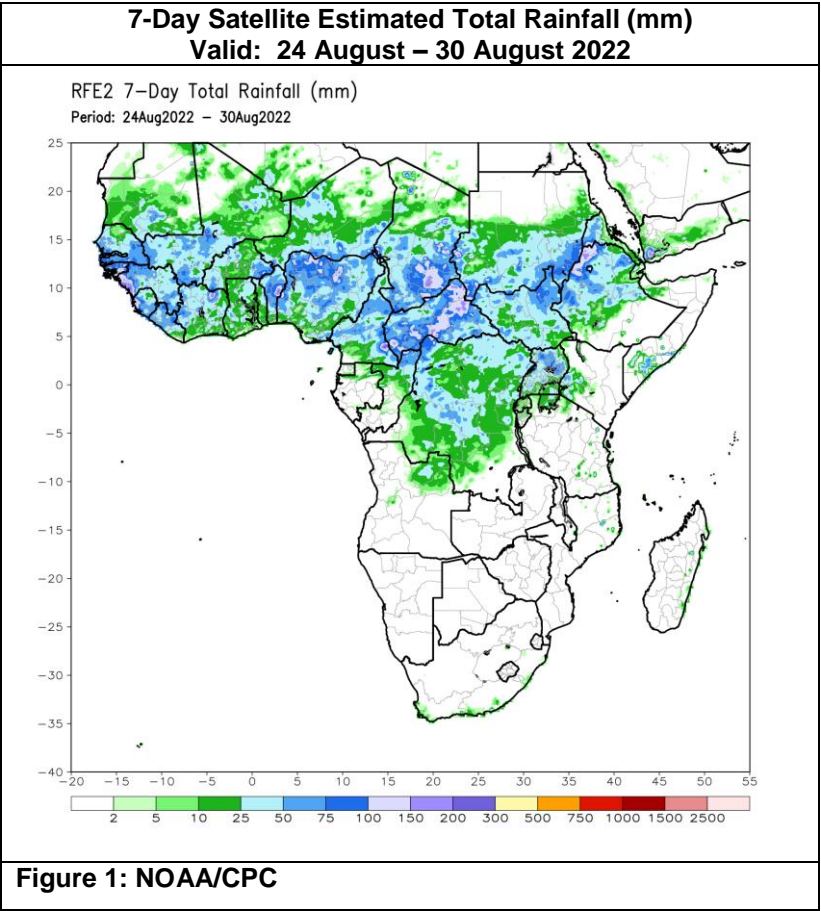 7-Day Satellite Estimated Total Rainfall (mm)
Valid:  24 August – 30 August 2022
RFE2 7-Day Total Rainfall (mm)
Period: 24Aug2022 – 30Aug2022
25
20
15
10
5
0
-5
-10
-15
-20
-25
-30
-35
-40
-20 -15 -10 -5 0 5 10 15 20 25 30 35 40 45 50 55
2 5 10 25 50 75 100 150 200 300 500 750 1000 1500 2500
Figure 1: NOAA/CPC